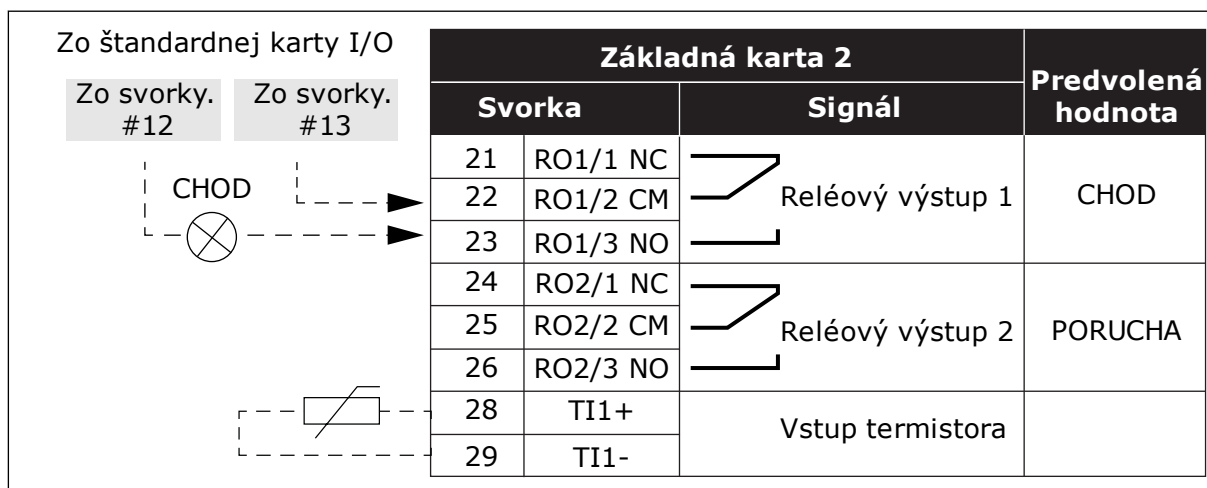 Zo štandardnej karty I/O
Zo svorky.
#12
Zo svorky.
#13
CHOD
Základná karta 2
Predvolená
hodnota
Svorka
Signál
21 RO1/1 NC
22 RO1/2 CM Reléový výstup 1 CHOD
23 RO1/3 NO
24 RO2/1 NC
25 RO2/2 CM Reléový výstup 2 PORUCHA
26 RO2/3 NO
28 TI1+
Vstup termistora
29 TI1-